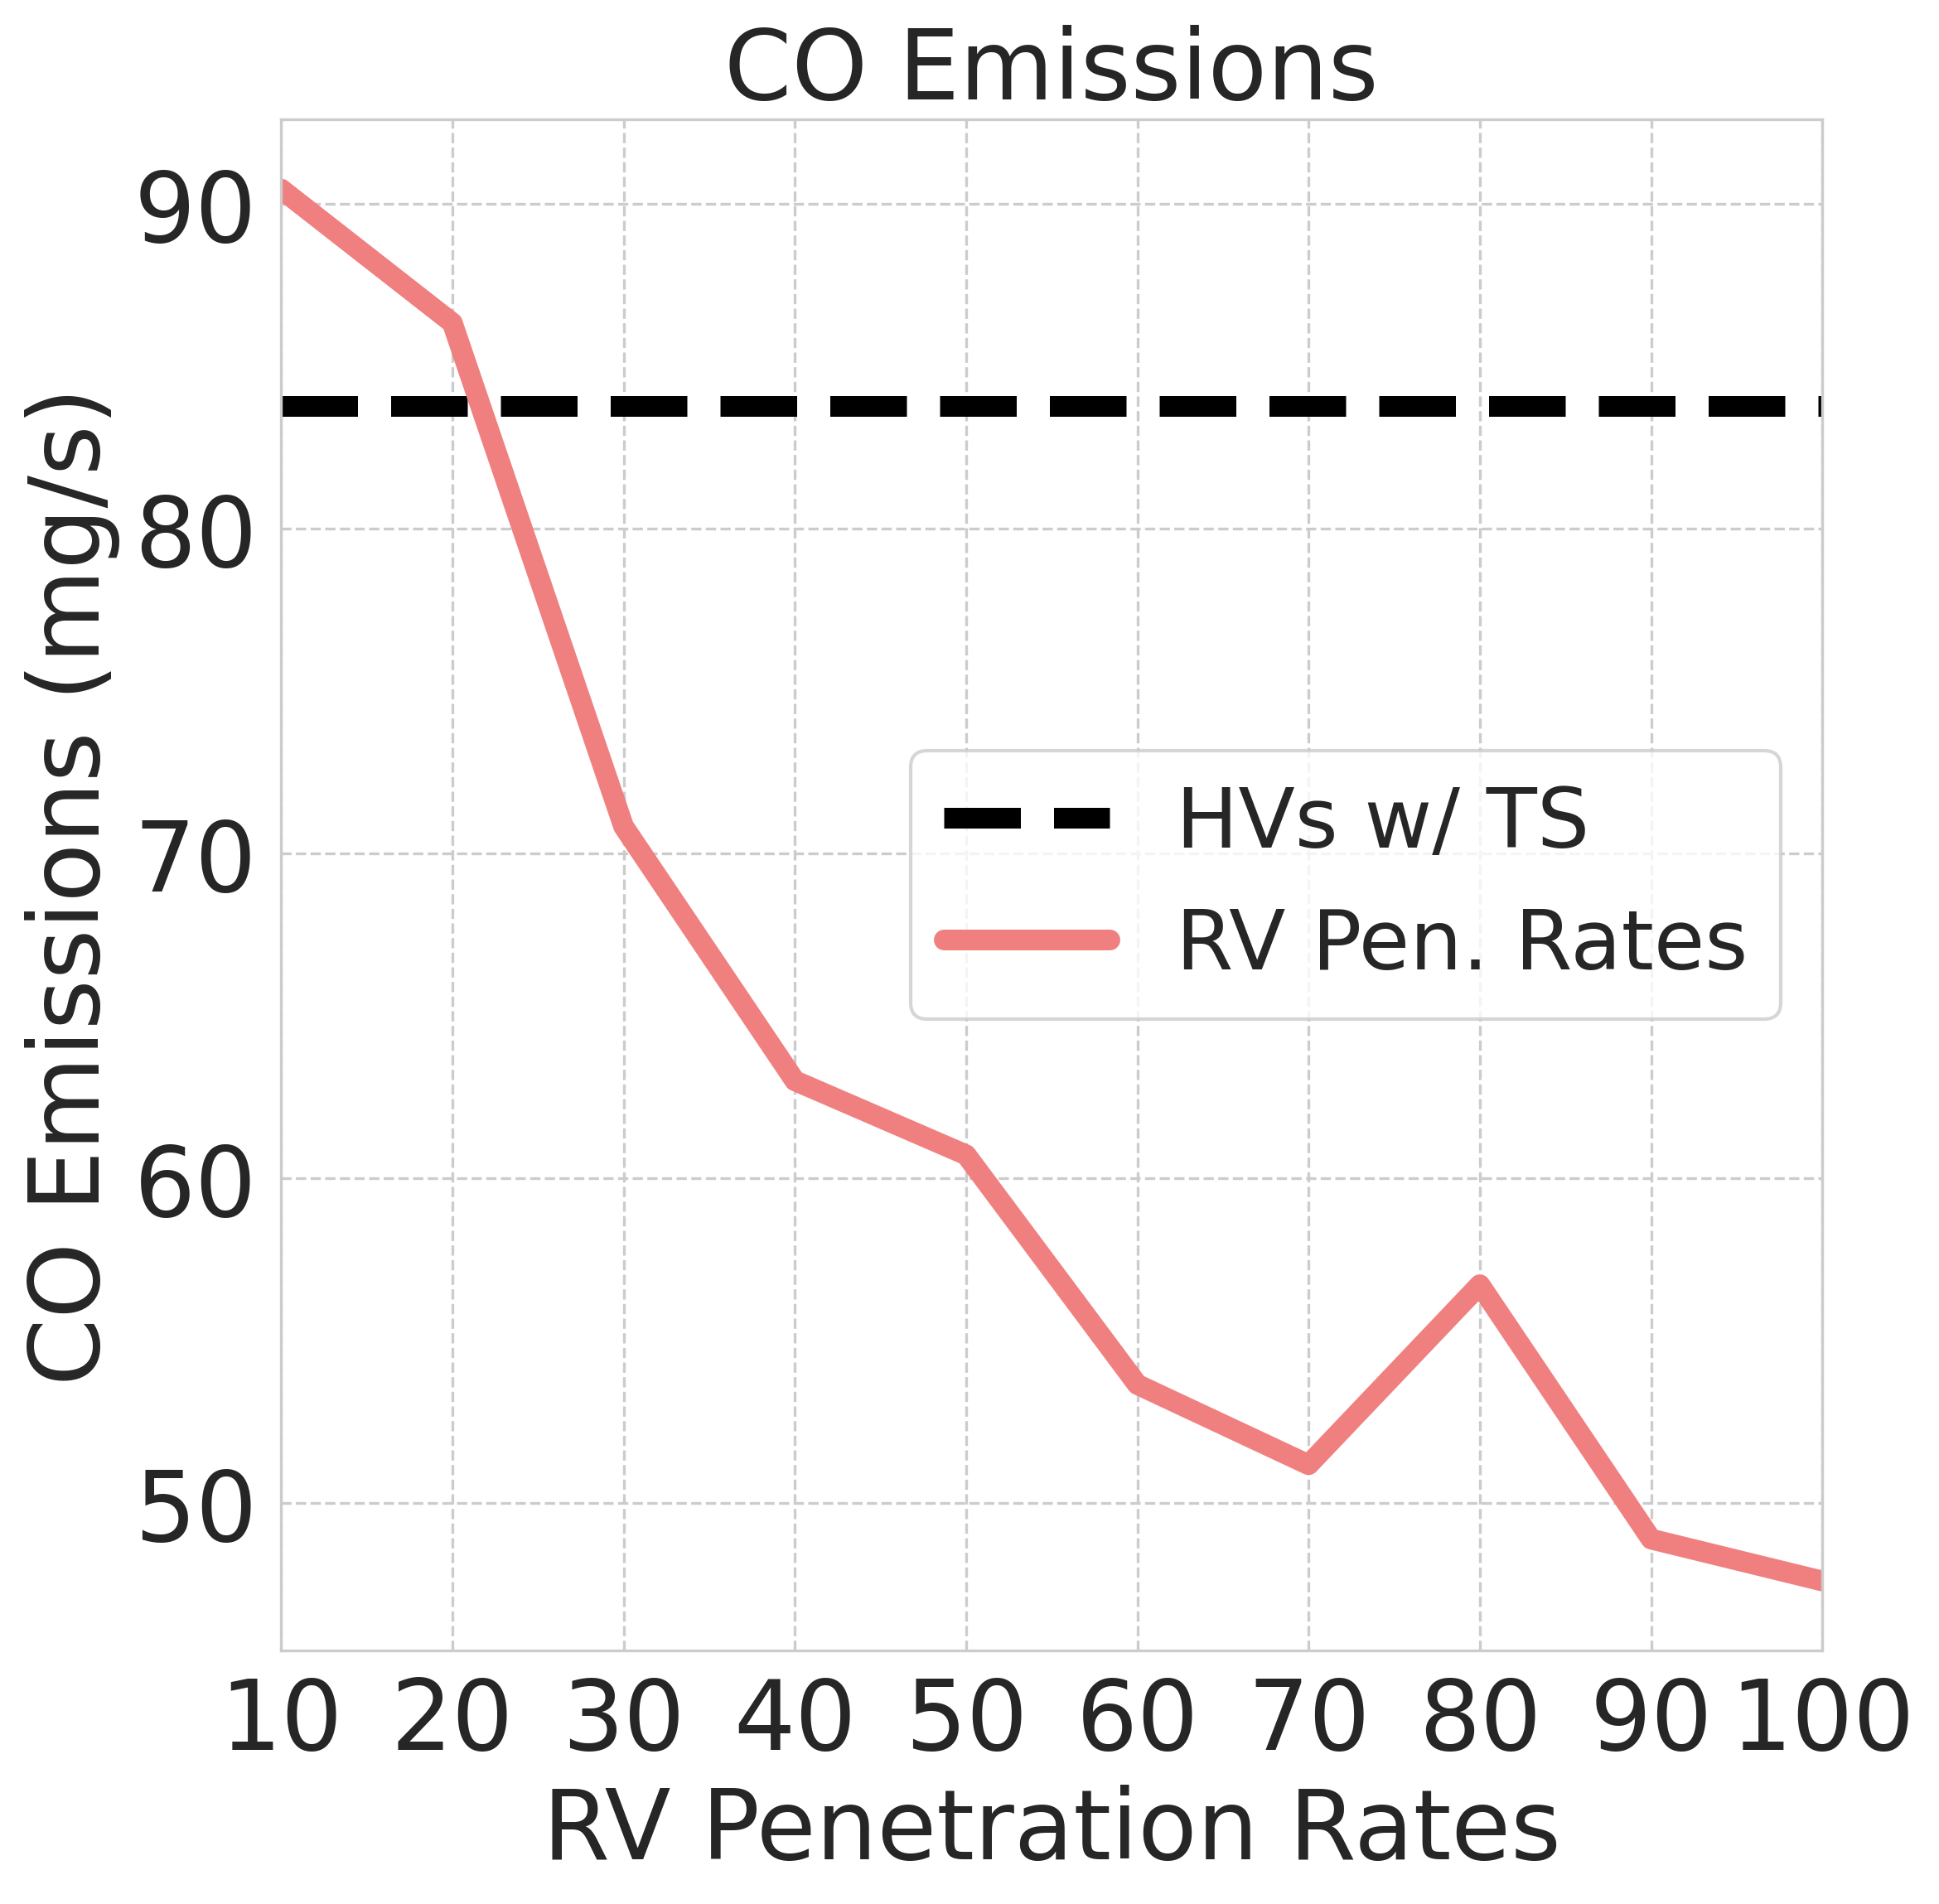 CO Emissions
CO Emissions (mg/s)
90
80
70
60
50
HVs w/ TS
RV Pen. Rates
10 20 30 40 50 60 70 80 90 100
RV Penetration Rates